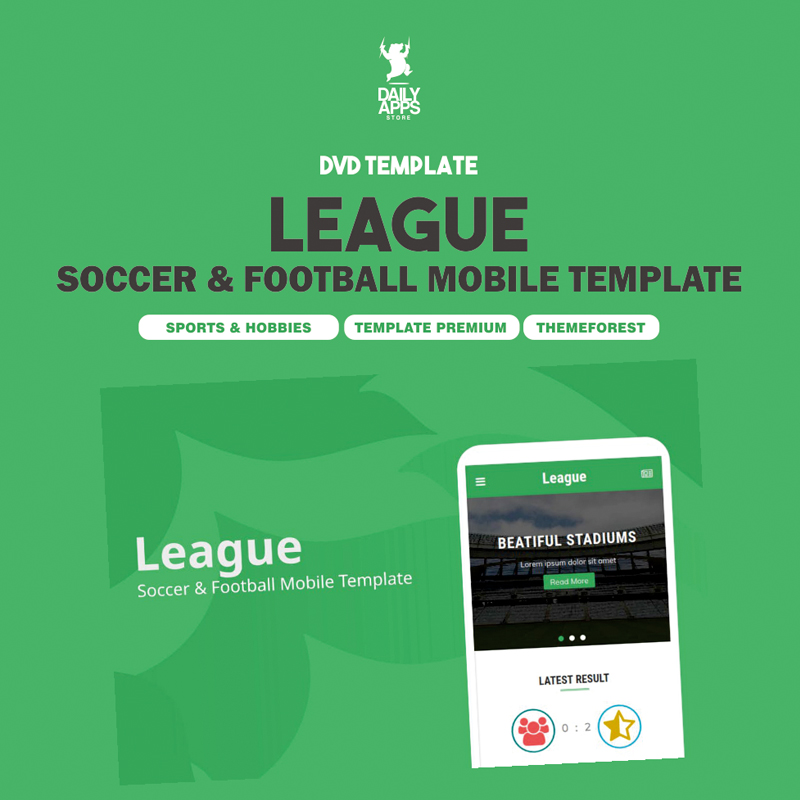 DAILY
APPS
STORE
DVD TEMPLATE
LEAGUE
SOCCER & FOOTBALL MOBILE TEMPLATE
SPORTS & HOBBIES TEMPLATE PREMIUM THEMEFOREST
League
Soccer & Football Mobile Template
League
BEATIFUL STADIUMS
Lorem ipsum dolor sit omet
Read More
LATEST RESULT
0 : 2